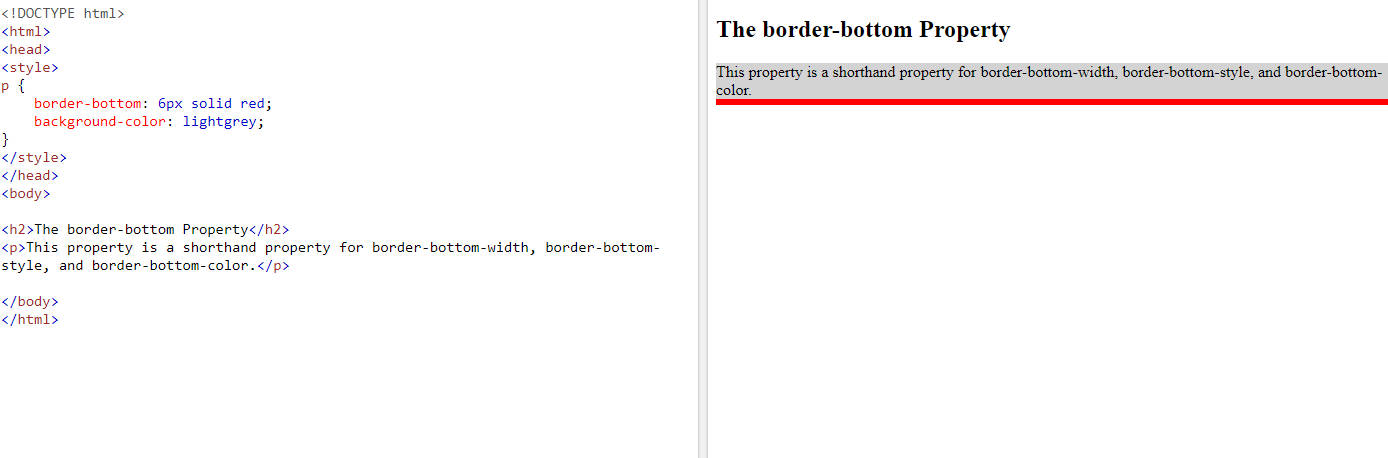 <!DOCTYPE html>
<html>
<head>
<style>
p {
    border-bottom: 6px solid red;
    background-color: lightgrey;
}
</style>
</head>
<body>

<h2>The border-bottom Property</h2>
<p>This property is a shorthand property for border-bottom-width, border-bottom-
style, and border-bottom-color.</p>

</body>
</html>

The border-bottom Property
This property is a shorthand property for border-bottom-width, border-bottom-style, and border-bottom-
color.